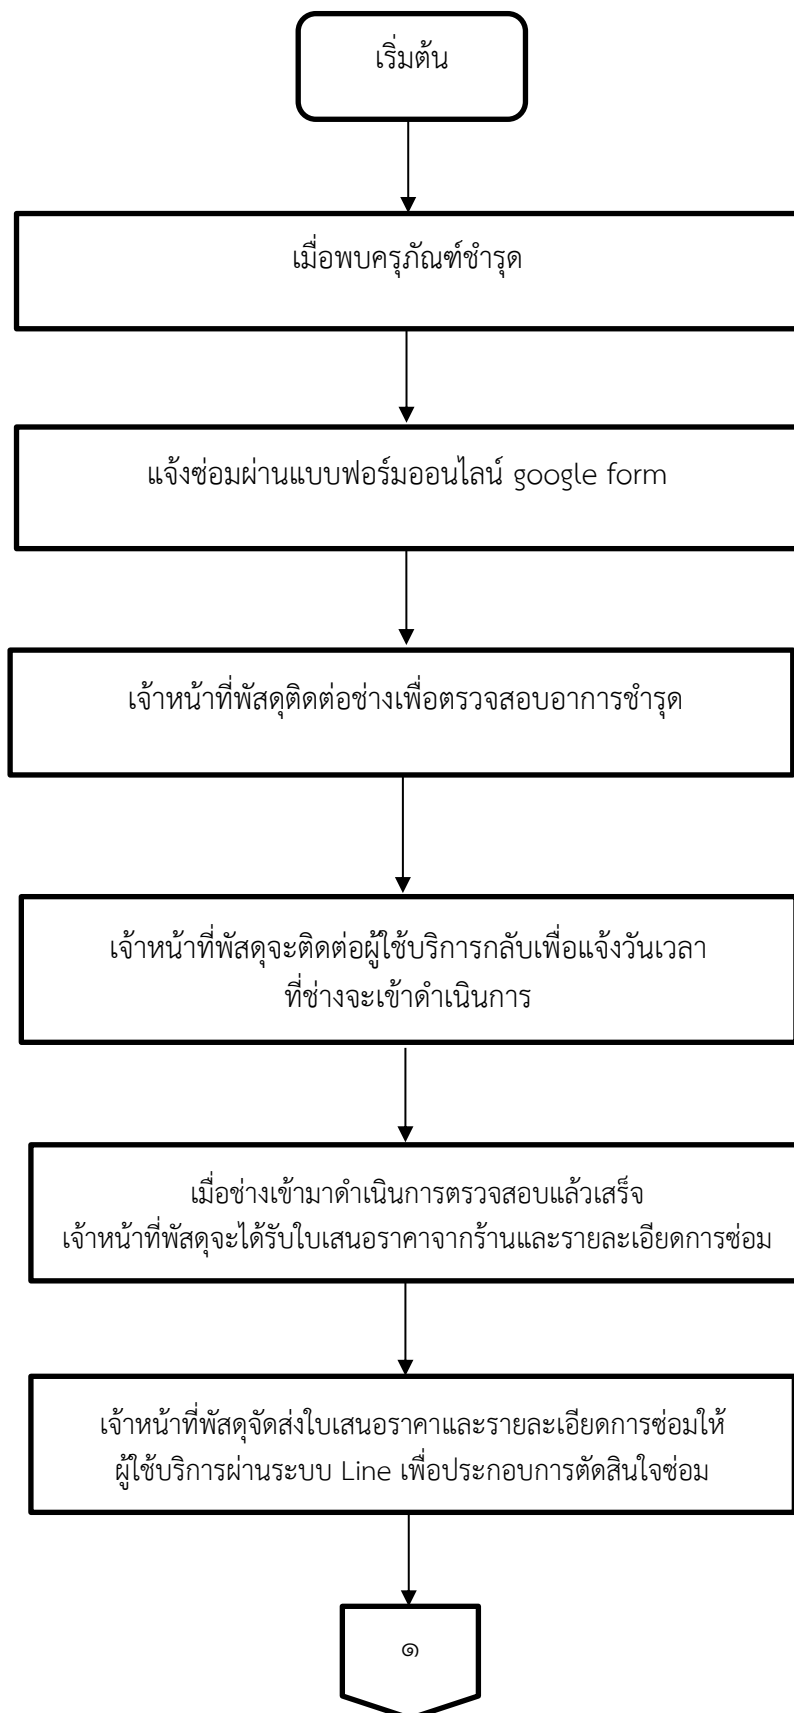 เริ่มต้น
เมื่อพบครุภัณฑ์ชำรุด
แจ้งซ่อมผ่านแบบฟอร์มออนไลน์ google form
เจ้าหน้าที่พัสดุติดต่อช่างเพื่อตรวจสอบอาการชำรุด
เจ้าหน้าที่พัสดุจะติดต่อผู้ใช้บริการกลับเพื่อแจ้งวันเวลา
ที่ช่างจะเข้าดำเนินการ
เมื่อช่างเข้ามาดำเนินการตรวจสอบแล้วเสร็จ
เจ้าหน้าที่พัสดุจะได้รับใบเสนอราคาจากร้านและรายละเอียดการซ่อม
เจ้าหน้าที่พัสดุจัดส่งใบเสนอราคาและรายละเอียดการซ่อมให้
ผู้ใช้บริการผ่านระบบ Line เพื่อประกอบการตัดสินใจซ่อม
๑